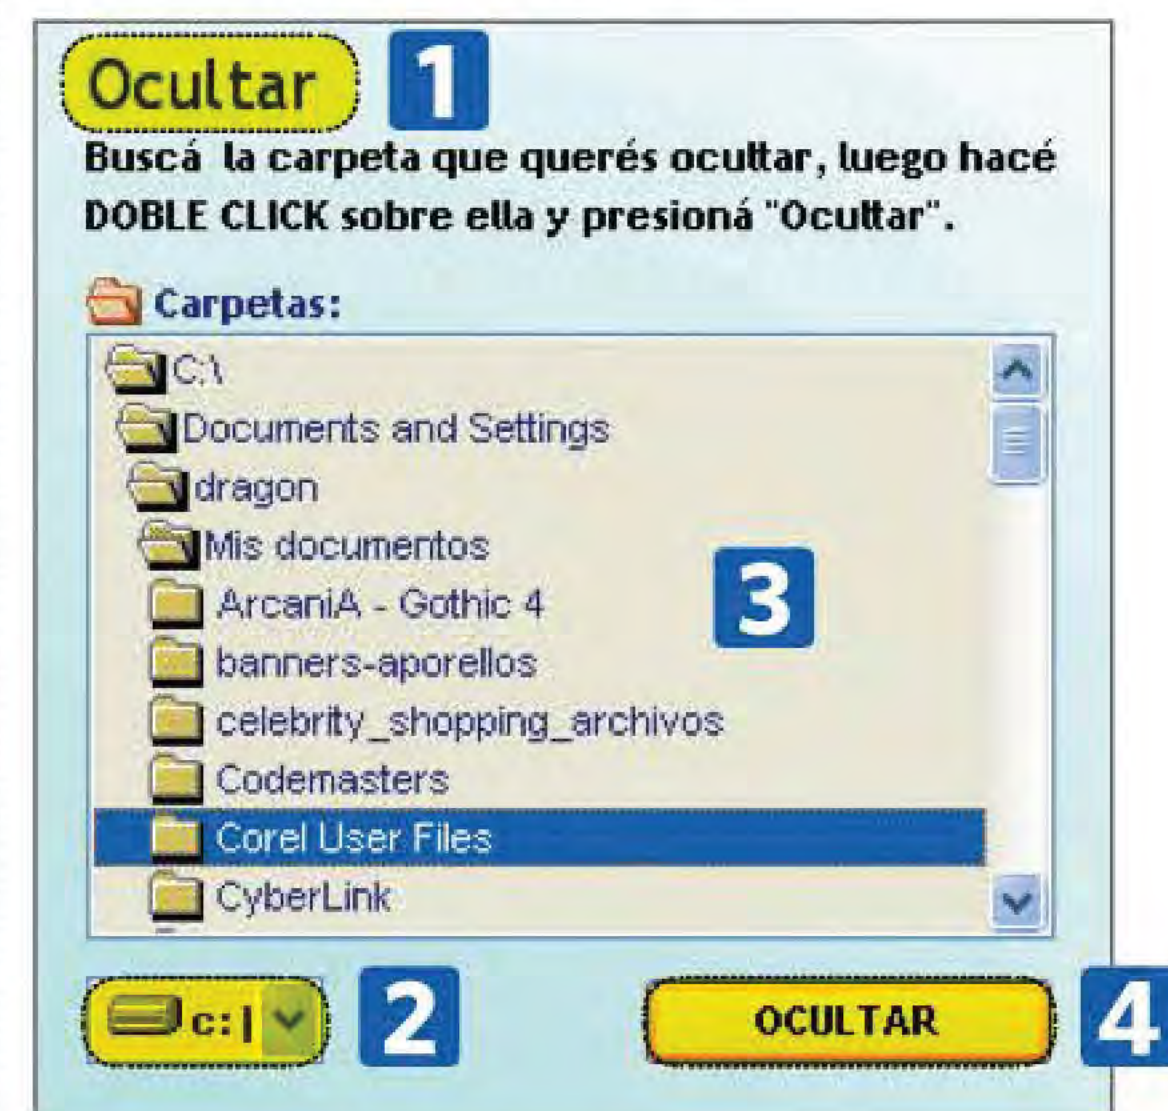 Ocultar 1
Buscá la carpeta que querés ocultar, luego hacé
DOBLE CLICK sobre ella y presioná "Ocultar".
Carpetas:
C:\
Documents and Settings
dragon
Mis documentos
ArcaniA - Gothic 4
3
banners-aporellos
celebrity_shopping_archivos
Codemasters
Corel User Files
CyberLink
c:| 2
OCULTAR 4